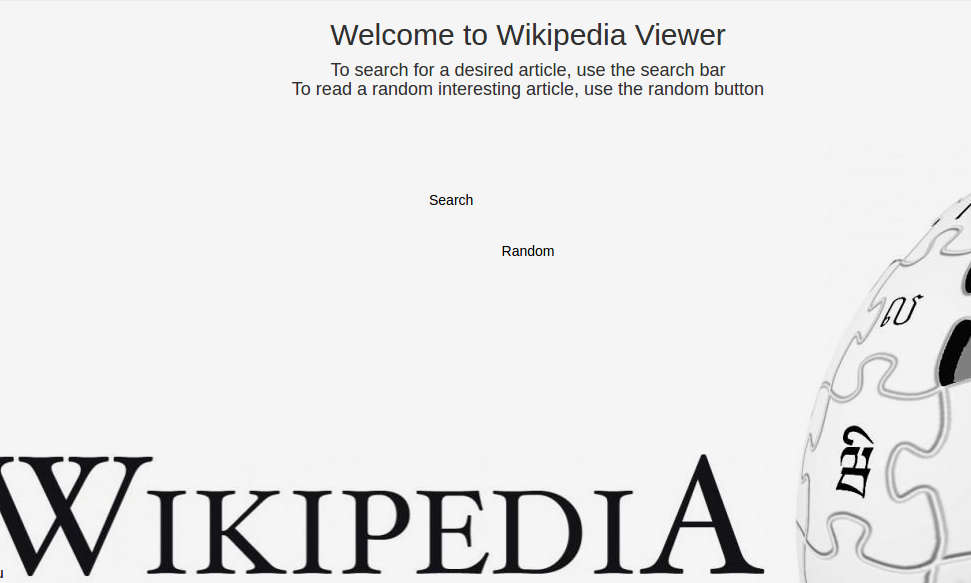 Welcome to Wikipedia Viewer
To search for a desired article, use the search bar
To read a random interesting article, use the random button
Search
Random
WIKIPEDIA